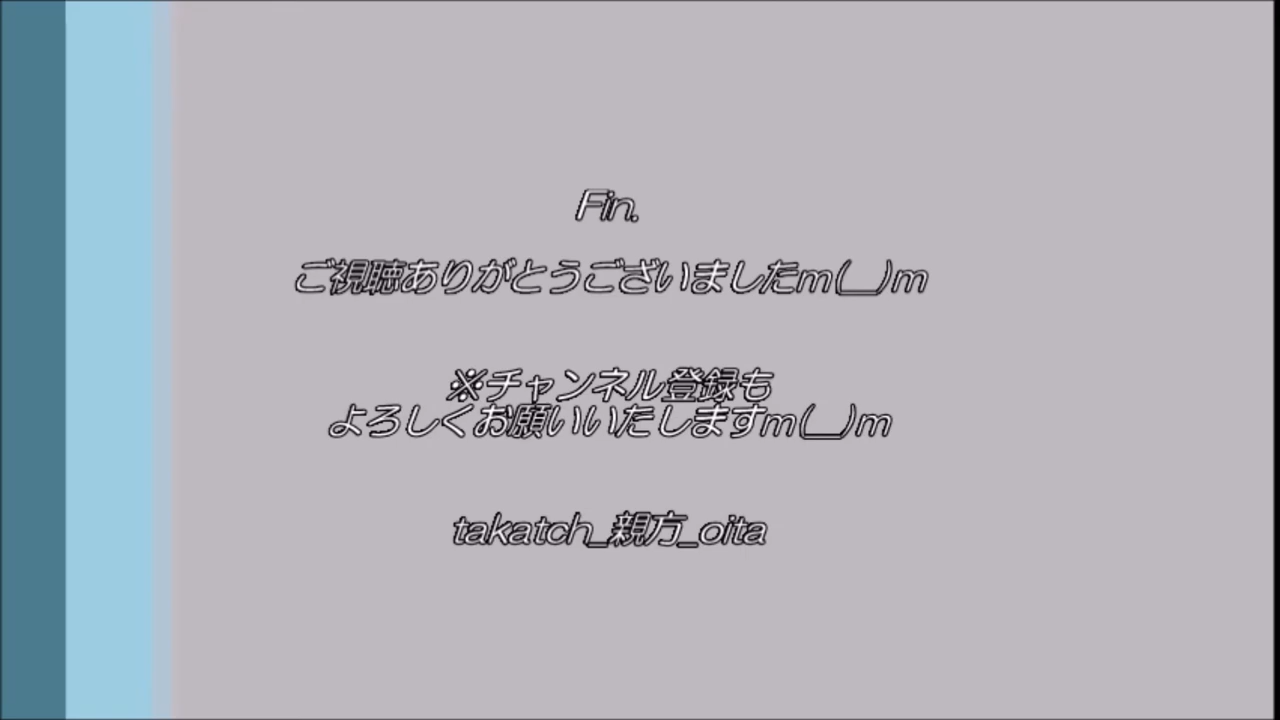 Fin.
ご視聴ありがとうございましたm(__)m
※チャンネル登録も
よろしくお願いいたしますm(__)m
takatch_親方_oita